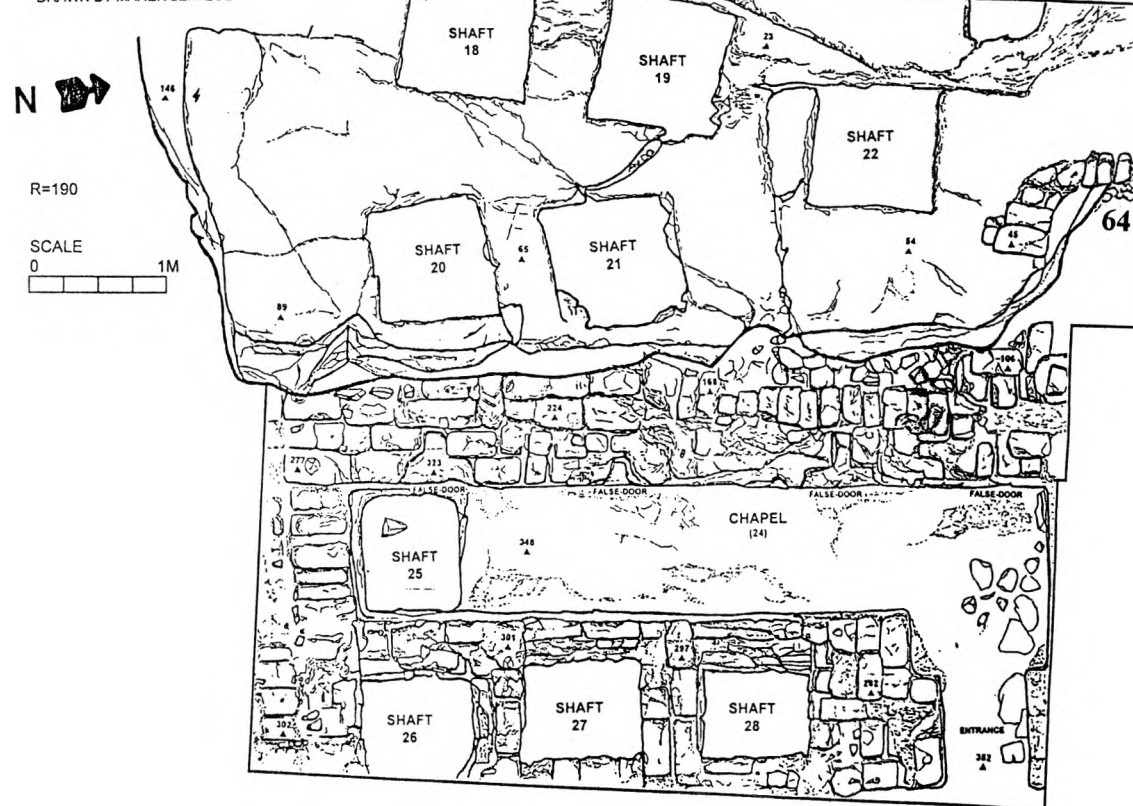 SHAFT
18
SHAFT
19
23
N
146
SHAFT
22
R=190
64
SCALE
0 1M
SHAFT
20
65
SHAFT
21
54
45
89
106
168
224
277
323
FALSE-DOOR
FALSE-DOOR
FALSE-DOOR
FALSE-DOOR
CHAPEL
(24)
SHAFT
25
348
301
297
292
SHAFT
26
SHAFT
27
SHAFT
28
302
ENTRANCE
382